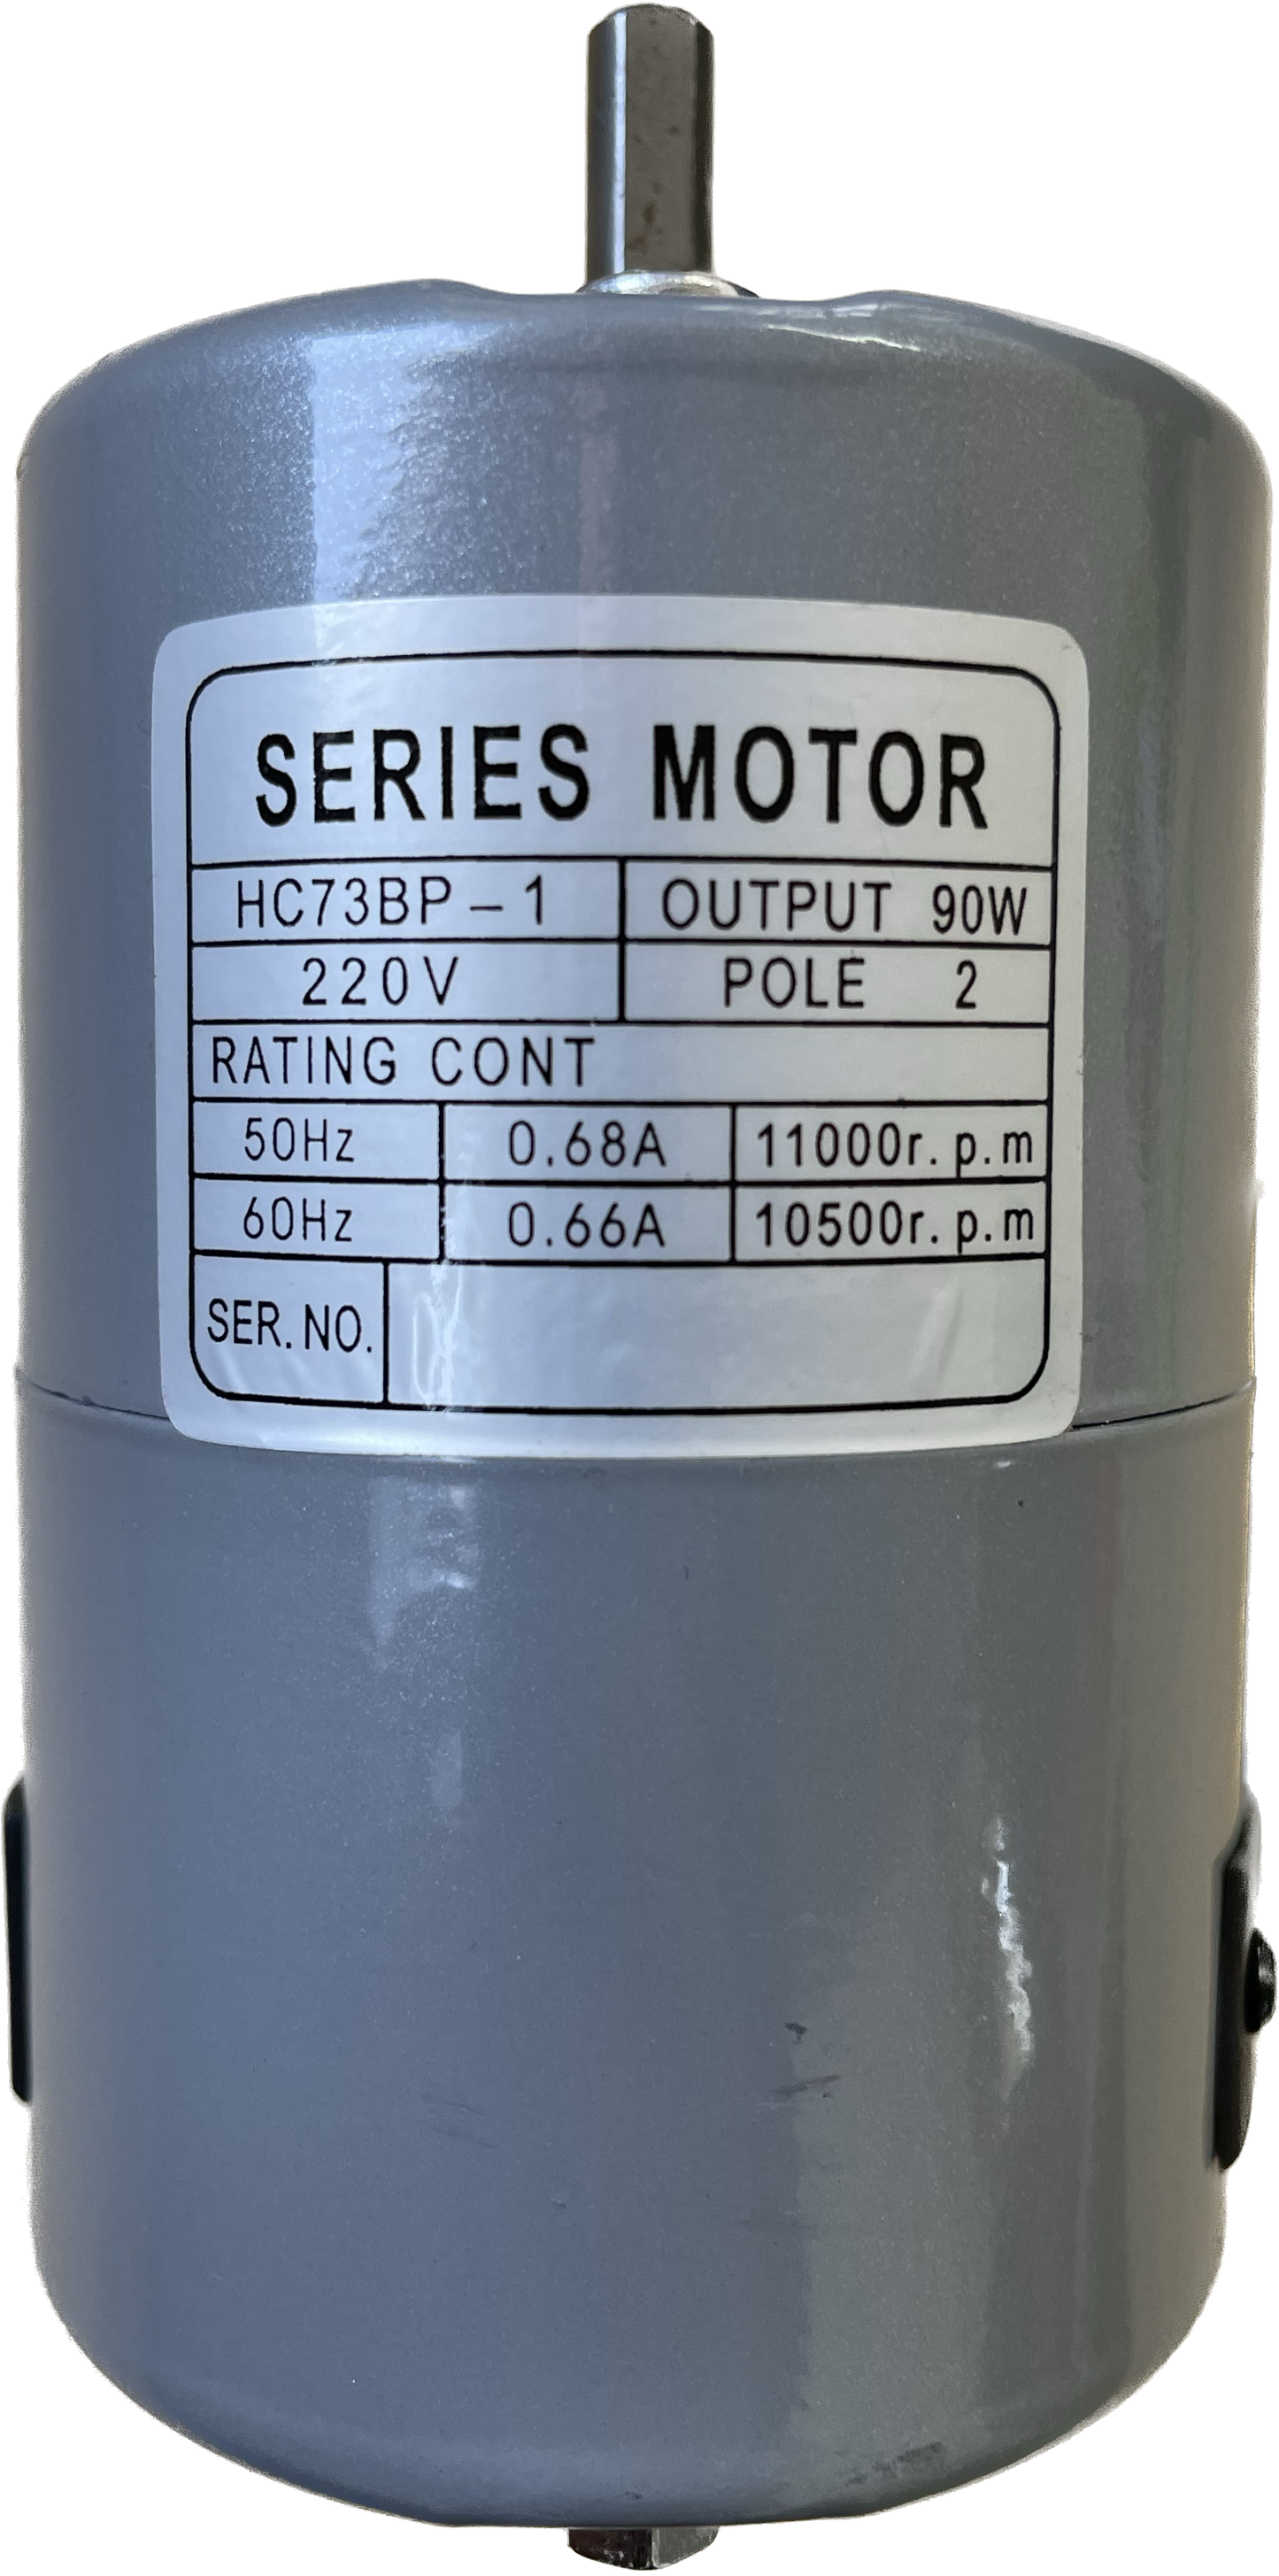 SERIES MOTOR
HC73BP-1 OUTPUT 90W
220V POLE 2
RATING CONT
50Hz 0.68A 11000r.p.m
60Hz 0.66A 10500r.p.m
SER.NO.